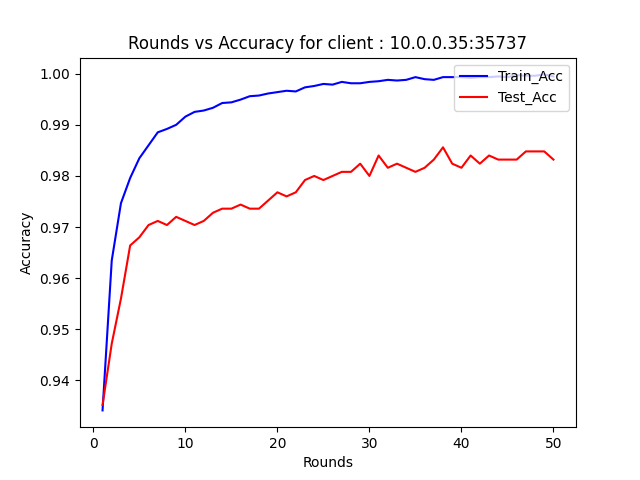 Rounds vs Accuracy for client : 10.0.0.35:35737
1.00
0.99
0.98
0.97
0.96
0.95
0.94
Accuracy
Train_Acc
Test_Acc
0
10
20
30
40
50
Rounds